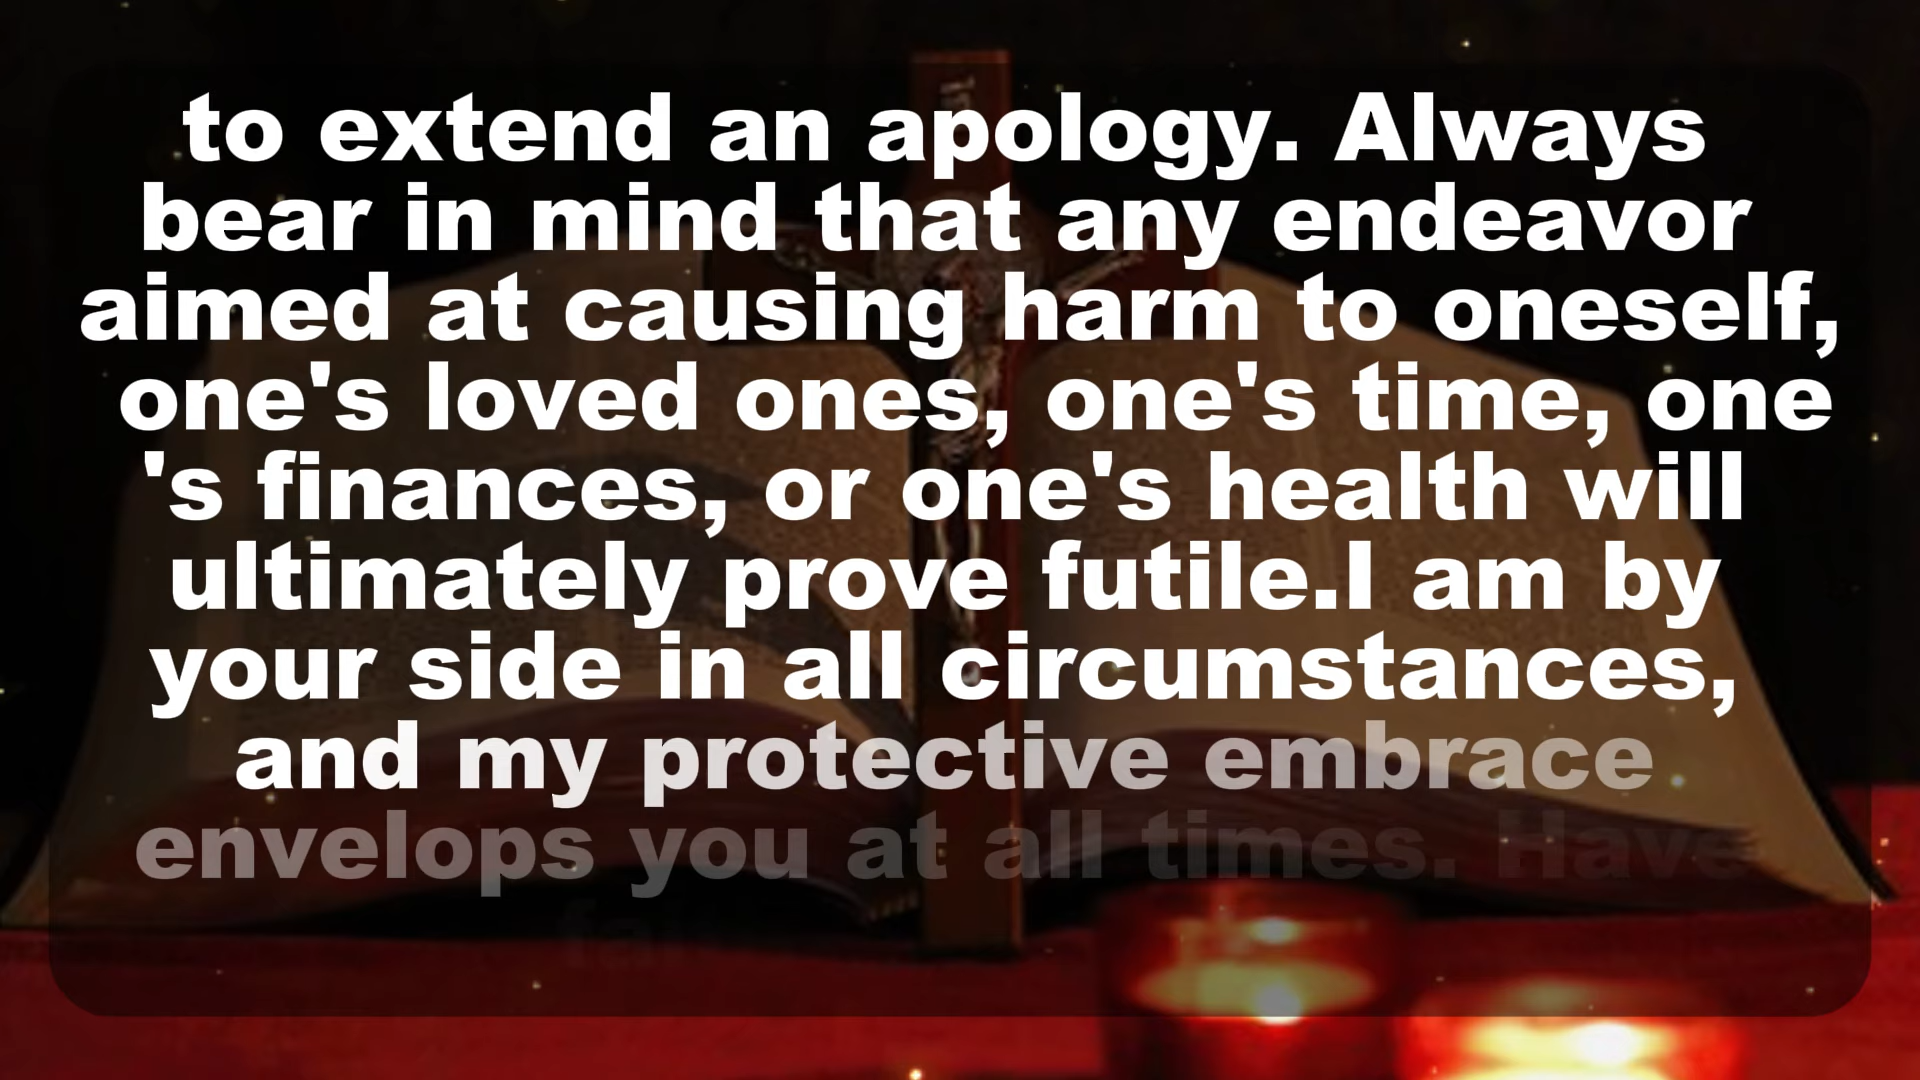 to extend an apology. Always
bear in mind that any endeavor
aimed at causing harm to oneself,
one's loved ones, one's time, one
's finances, or one's health will
ultimately prove futile.I am by
your side in all circumstances,
and my protective embrace
envelops you at all times. Have